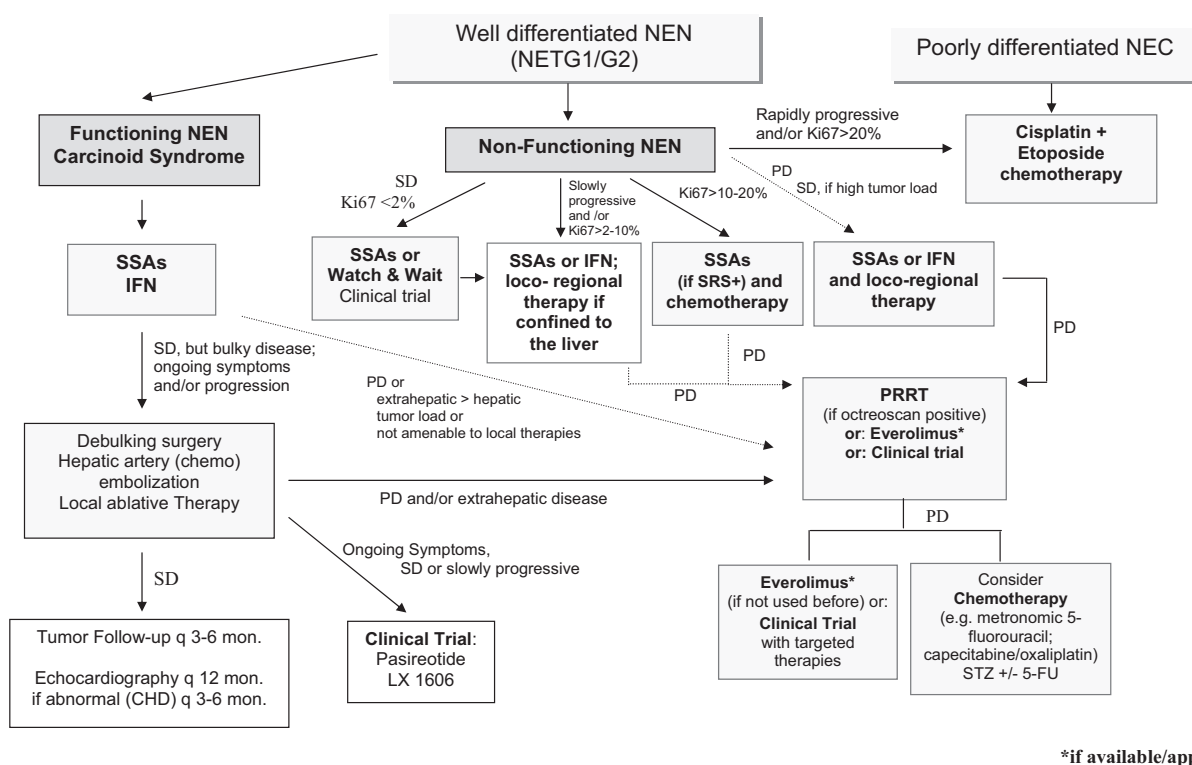 Well differentiated NEN
(NETG1/G2)
Poorly differentiated NEC
Functioning NEN
Carcinoid Syndrome
Non-Functioning NEN
Rapidly progressive
and/or Ki67>20%
Cisplatin +
Etoposide
chemotherapy
SD
Ki67 <2%
Slowly
progressive
and /or
Ki67>2-10%
Ki67>10-20%
PD
SD, if high tumor load
SSAs
IFN
SSAs or
Watch & Wait
Clinical trial
SSAs or IFN;
loco- regional
therapy if
confined to
the liver
SSAs
(if SRS+) and
chemotherapy
SSAs or IFN
and loco-regional
therapy
SD, but bulky disease;
ongoing symptoms
and/or progression
PD or
extrahepatic > hepatic
tumor load or
not amenable to local therapies
PD
PD
PD
PRRT
(if octreoscan positive)
or: Everolimus*
or: Clinical trial
Debulking surgery
Hepatic artery (chemo)
embolization
Local ablative Therapy
PD and/or extrahepatic disease
PD
SD
Ongoing Symptoms,
SD or slowly progressive
Tumor Follow-up q 3-6 mon.
Echocardiography q 12 mon.
if abnormal (CHD) q 3-6 mon.
Clinical Trial:
Pasireotide
LX 1606
Everolimus*
(if not used before) or:
Clinical Trial
with targeted
therapies
Consider
Chemotherapy
(e.g. metronomic 5-
fluorouracil;
capecitabine/oxaliplatin)
STZ +/- 5-FU
*if available/app